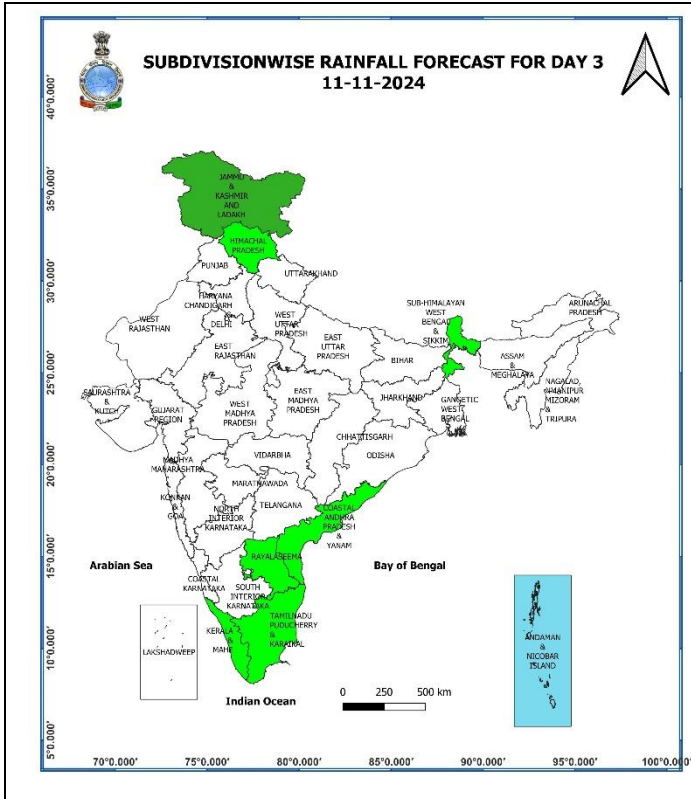 SUBDIVISIONWISE RAINFALL FORECAST FOR DAY 3
11-11-2024
40°0.000'
35°0.000'
30°0.000'
25°0.000'
20°0.000'
15°0.000'
10°0.000'
5°0.000'
JAMMU
&
KASHMIR
AND
LADAKH
HIMACHAL
PRADESH
PUNJAB
UTTARAKHAND
HARYANA
CHANDIGARH
&
DELHI
WEST
RAJASTHAN
WEST
UTTAR
PRADESH
EAST
RAJASTHAN
EAST
UTTAR
PRADESH
SUB-HIMALAYAN
WEST
BENGAL
&
SIKKIM
ARUNACHAL
PRADESH
BIHAR
ASSAM
&
MEGHALAYA
NAGALAD,
MANIPUR
MIZORAM
&
TRIPURA
SAURASHTRA
&
KUTCH
GUJARAT
REGION
WEST
MADHYA
PRADESH
EAST
MADHYA
PRADESH
JHARKHAND
GANGETIC
WEST
BENGAL
CHHATTISGARH
ODISHA
VIDARBHA
MADHYA
MAHARASHTRA
MARATHWADA
KONKAN
&
GOA
NORTH
INTERIOR
KARNATAKA
TELANGANA
COASTAL
ANDHRA
PRADESH
&
YANAM
RAYALASEEMA
Arabian Sea
Bay of Bengal
COASTAL
KARNATAKA
SOUTH
INTERIOR
KARNATAKA
TAMILNADU
PUDUCHERRY
&
KARAIKAL
KERALA
&
MAHE
LAKSHADWEEP
ANDAMAN
&
NICOBAR
ISLAND
Indian Ocean
0 250 500 km
70°0.000' 75°0.000' 80°0.000' 85°0.000' 90°0.000' 95°0.000' 100°0.000'